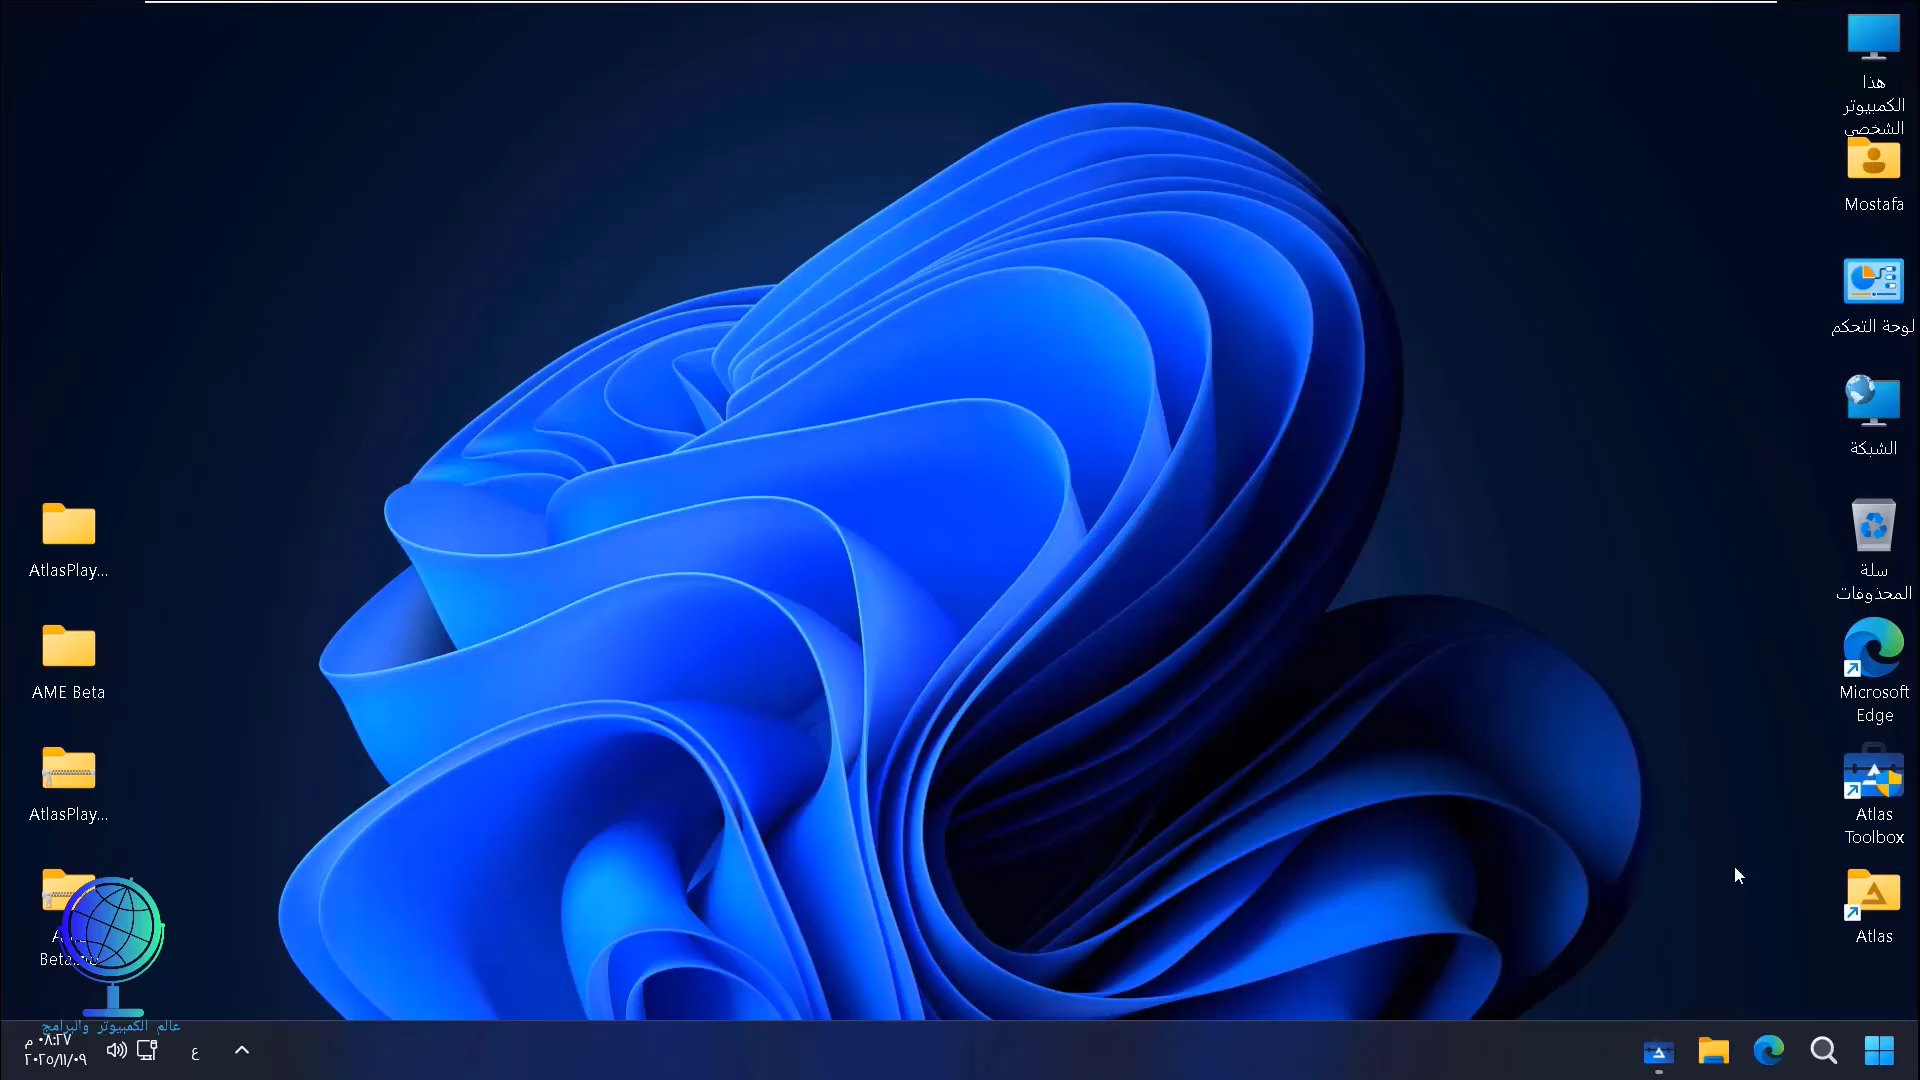 هذا
الكمبيوتر
الشخصي
Mostafa
لوحة التحكم
الشبكة
سلة
المحذوفات
Microsoft
Edge
Atlas
Toolbox
Atlas
AtlasPlay...
AME Beta
AtlasPlay...
عالم الكمبيوتر والبرامج
٠٨:٢٧ م
٢٠٢٥/١١/٠٩
ع